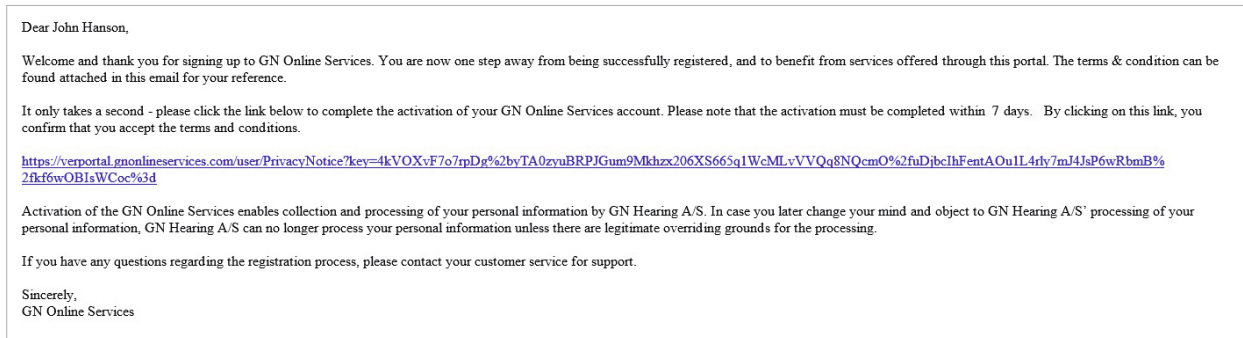 Dear John Hanson,
Welcome and thank you for signing up to GN Online Services. You are now one step away from being successfully registered, and to benefit from services offered through this portal. The terms & condition can be
found attached in this email for your reference.
It only takes a second - please click the link below to complete the activation of your GN Online Services account. Please note that the activation must be completed within 7 days. By clicking on this link, you
confirm that you accept the terms and conditions.
https://verportal.gnonlineservices.com/user/PrivacyNotice?key=4kVOXvF7o7rpDg%2byTA0zyuBRPJGum9Mkhzx206XS665q1WcMLvVVQq8NQcmO%2fuDjbcIhFentAOu1L4rly7mJ4JsP6wRbmB%
2fkf6wOBIsWCoc%3d
Activation of the GN Online Services enables collection and processing of your personal information by GN Hearing A/S. In case you later change your mind and object to GN Hearing A/S' processing of your
personal information, GN Hearing A/S can no longer process your personal information unless there are legitimate overriding grounds for the processing.
If you have any questions regarding the registration process, please contact your customer service for support.
Sincerely,
GN Online Services